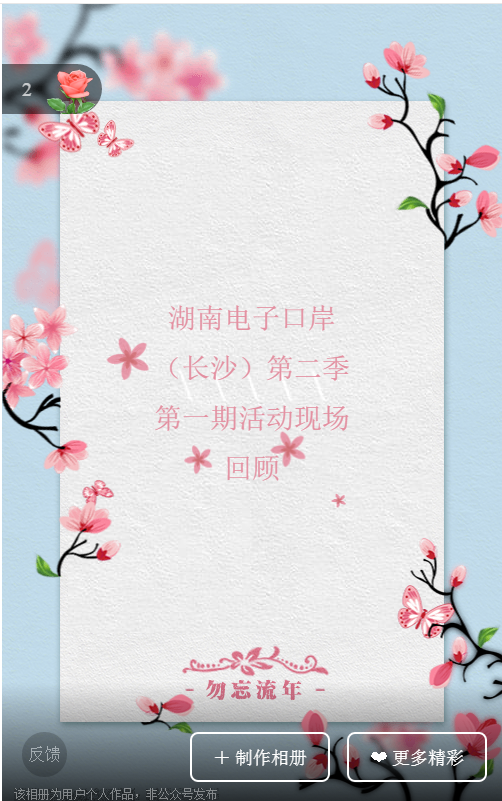 2
湖南电子口岸
（长沙）第二季
第一期活动现场
回顾
- 勿忘流年 -
反馈
＋ 制作相册
❤ 更多精彩
该相册为用户个人作品，非公众号发布